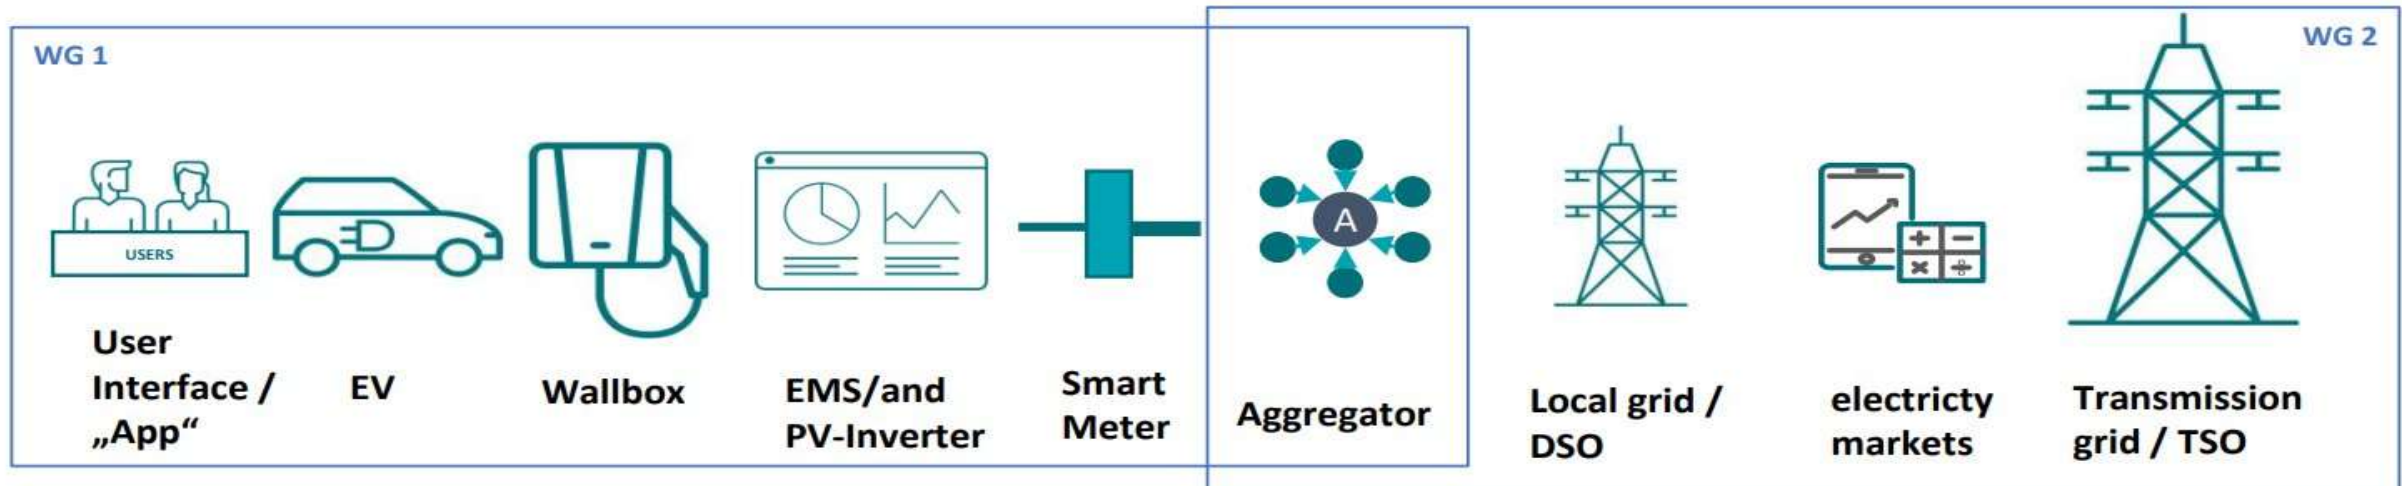 WG 1
WG 2
USERS
A
User
Interface /
„App“
EV
Wallbox
EMS/and
PV-Inverter
Smart
Meter
Aggregator
Local grid /
DSO
electricty
markets
Transmission
grid / TSO